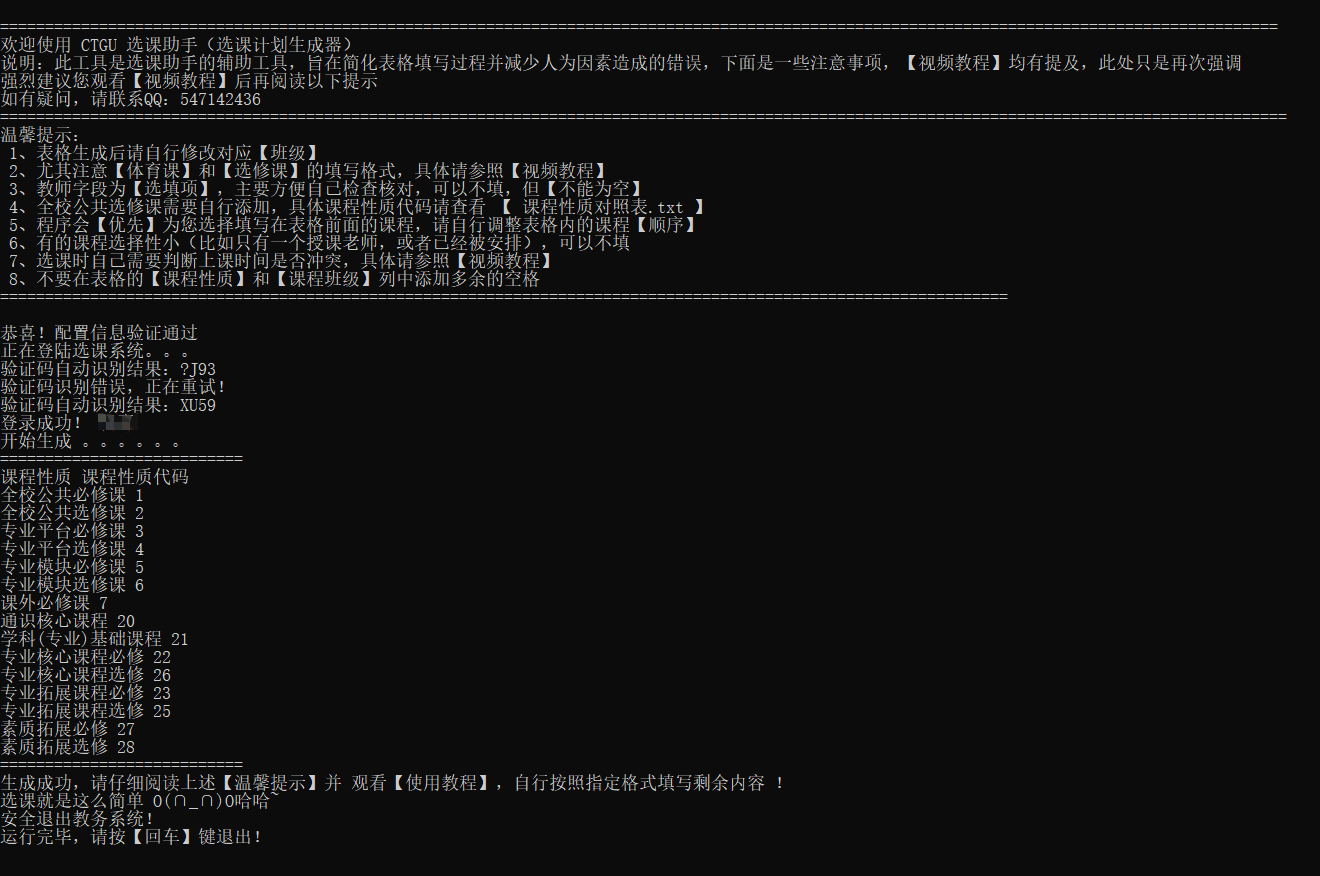 ==============================================================================================================================================
欢迎使用 CTGU 选课助手（选课计划生成器）
说明：此工具是选课助手的辅助工具，旨在简化表格填写过程并减少人为因素造成的错误，下面是一些注意事项，【视频教程】均有提及，此处只是再次强调
强烈建议您观看【视频教程】后再阅读以下提示
如有疑问，请联系QQ：547142436
===============================================================================================================================================
温馨提示：
1、表格生成后请自行修改对应【班级】
2、尤其注意【体育课】和【选修课】的填写格式，具体请参照【视频教程】
3、教师字段为【选填项】，主要方便自己检查核对，可以不填，但【不能为空】
4、全校公共选修课需要自行添加，具体课程性质代码请查看 【 课程性质对照表.txt 】
5、程序会【优先】为您选择填写在表格前面的课程，请自行调整表格内的课程【顺序】
6、有的课程选择性小（比如只有一个授课老师，或者已经被安排），可以不填
7、选课时自己需要判断上课时间是否冲突，具体请参照【视频教程】
8、不要在表格的【课程性质】和【课程班级】列中添加多余的空格
================================================================================================================
恭喜！配置信息验证通过
正在登陆选课系统。。。
验证码自动识别结果：?J93
验证码识别错误，正在重试！
验证码自动识别结果：XU59
登录成功！
开始生成 。。。。。。
===========================
课程性质 课程性质代码
全校公共必修课 1
全校公共选修课 2
专业平台必修课 3
专业平台选修课 4
专业模块必修课 5
专业模块选修课 6
课外必修课 7
通识核心课程 20
学科(专业)基础课程 21
专业核心课程必修 22
专业核心课程选修 26
专业拓展课程必修 23
专业拓展课程选修 25
素质拓展必修 27
素质拓展选修 28
===========================
生成成功，请仔细阅读上述【温馨提示】并 观看【使用教程】，自行按照指定格式填写剩余内容 ！
选课就是这么简单 O(∩_∩)O哈哈~
安全退出教务系统！
运行完毕，请按【回车】键退出！